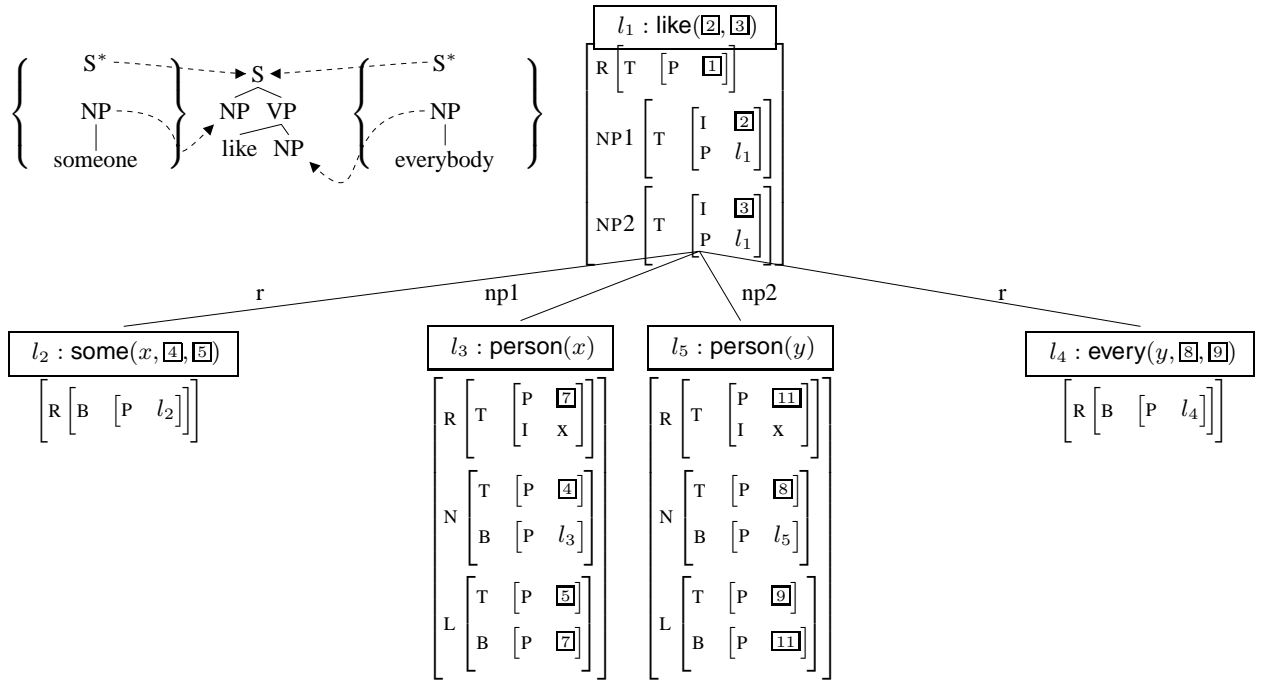 l₁ : like(2, 3)
R [T [P 1]]
NP1 [T [I 2
P l₁]]
NP2 [T [I 3
P l₁]]
S* S S*
NP NP VP NP
someone like NP everybody
r np1 np2 r
l₂ : some(x, 4, 5)
[R [B [P l₂]]]
l₃ : person(x)
R [T [P 7
I x]]
N [T [P 4]
B [P l₃]]
L [T [P 5]
B [P 7]]
l₅ : person(y)
R [T [P 11
I x]]
N [T [P 8]
B [P l₅]]
L [T [P 9]
B [P 11]]
l₄ : every(y, 8, 9)
[R [B [P l₄]]]